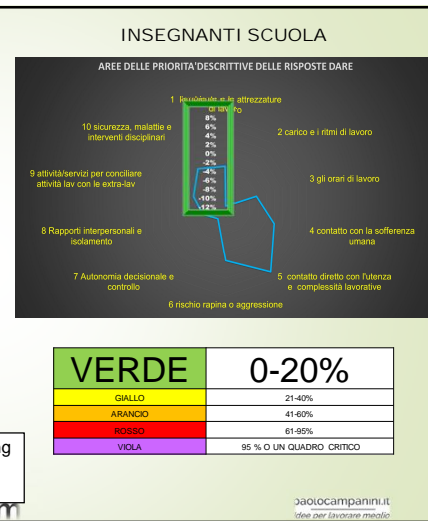 INSEGNANTI SCUOLA
AREE DELLE PRIORITA'DESCRITTIVE DELLE RISPOSTE DARE
attrezzature
di lavoro
8%
6%
4%
2%
0%
-2%
-4%
-6%
-8%
-10%
-12%
10 sicurezza, malattie e
interventi disciplinari
2 carico e i ritmi di lavoro
9 attività/servizi per conciliare
attività lav con le extra-lav
3 gli orari di lavoro
8 Rapporti interpersonali e
isolamento
4 contatto con la sofferenza
umana
7 Autonomia decisionale e
controllo
5 contatto diretto con l'utenza
e complessità lavorative
6 rischio rapina o aggressione
VERDE 0-20%
GIALLO 21-40%
ARANCIO 41-60%
ROSSO 61-95%
VIOLA 95 % O UN QUADRO CRITICO
paolocampanini.it
idee per lavorare meglio